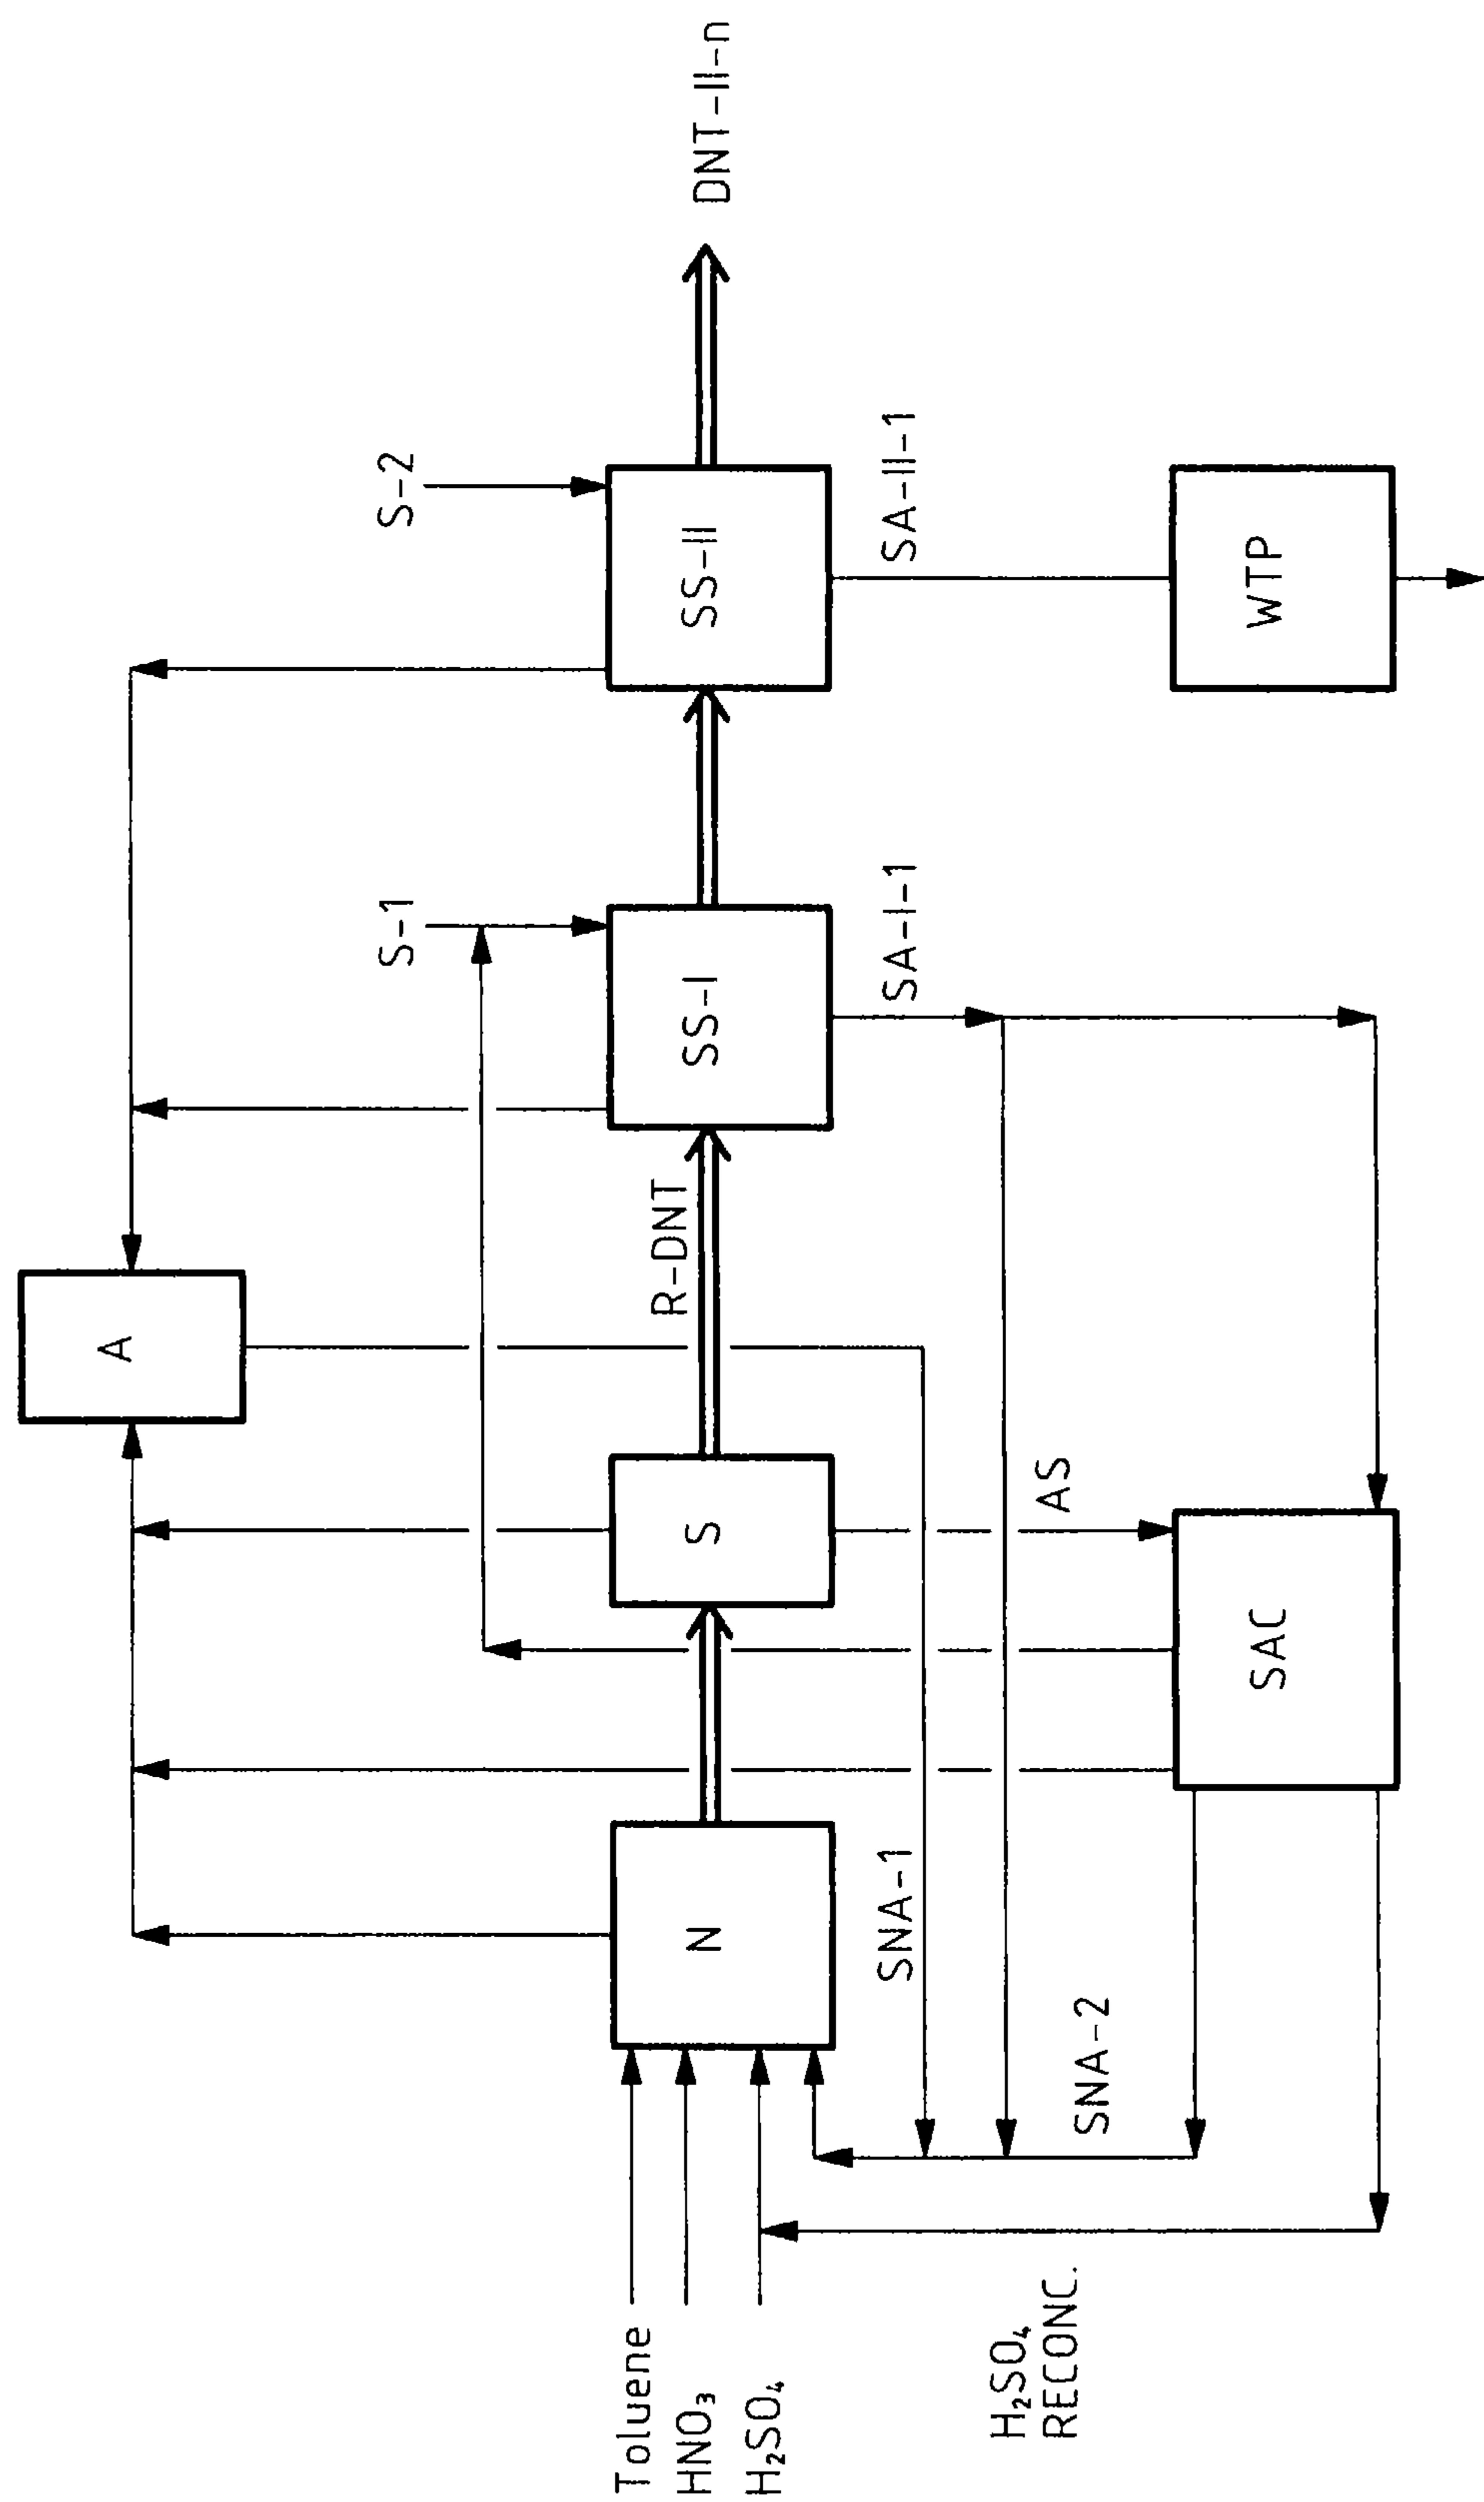 A
S-1
S-2
Toluene
HNO₃
H₂SO₄
N
S
R-DNT
SS-I
SS-II
DNT-II-n
SNA-1
SA-I-1
SA-II-1
AS
SNA-2
H₂SO₄
RECONC.
SAC
WTP